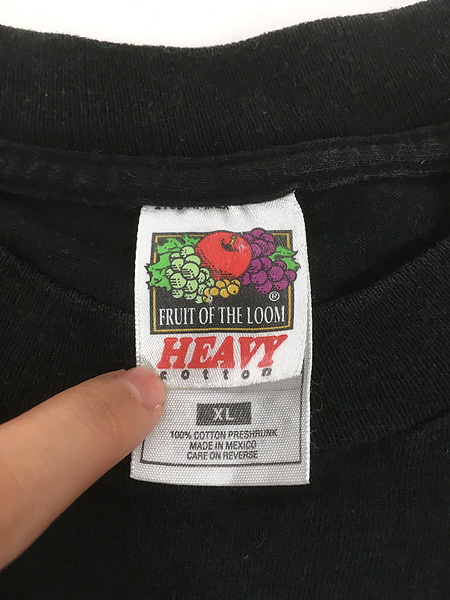 ®
FRUIT OF THE LOOM
HEAVY
cotton
XL
100% COTTON PRESHRUNK
MADE IN MEXICO
CARE ON REVERSE